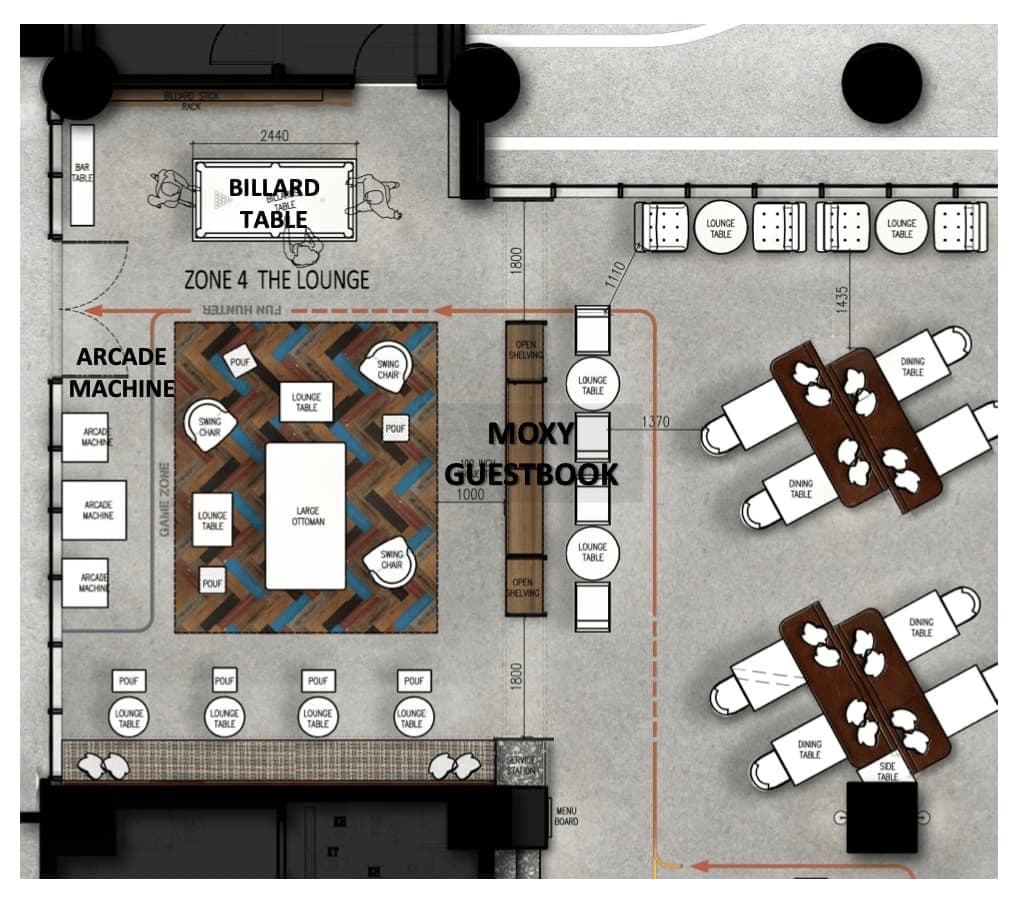 BILLIARD STICK
RACK
2440
BAR
TABLE
BILLARD
TABLE
ZONE 4 THE LOUNGE
FUN HUNTER
1800
1110
LOUNGE
TABLE
LOUNGE
TABLE
1435
ARCADE
MACHINE
POUF
SWING
CHAIR
LOUNGE
TABLE
SWING
CHAIR
POUF
OPEN
SHELVING
LOUNGE
TABLE
DINING
TABLE
1370
MOXY
GUESTBOOK
100 INCH
1000
ARCADE
MACHINE
ARCADE
MACHINE
ARCADE
MACHINE
GAME ZONE
LOUNGE
TABLE
LARGE
OTTOMAN
DINING
TABLE
LOUNGE
TABLE
SWING
CHAIR
POUF
OPEN
SHELVING
DINING
TABLE
1800
POUF
POUF
POUF
POUF
LOUNGE
TABLE
LOUNGE
TABLE
LOUNGE
TABLE
LOUNGE
TABLE
SERVICE
STATION
DINING
TABLE
SIDE
TABLE
MENU
BOARD